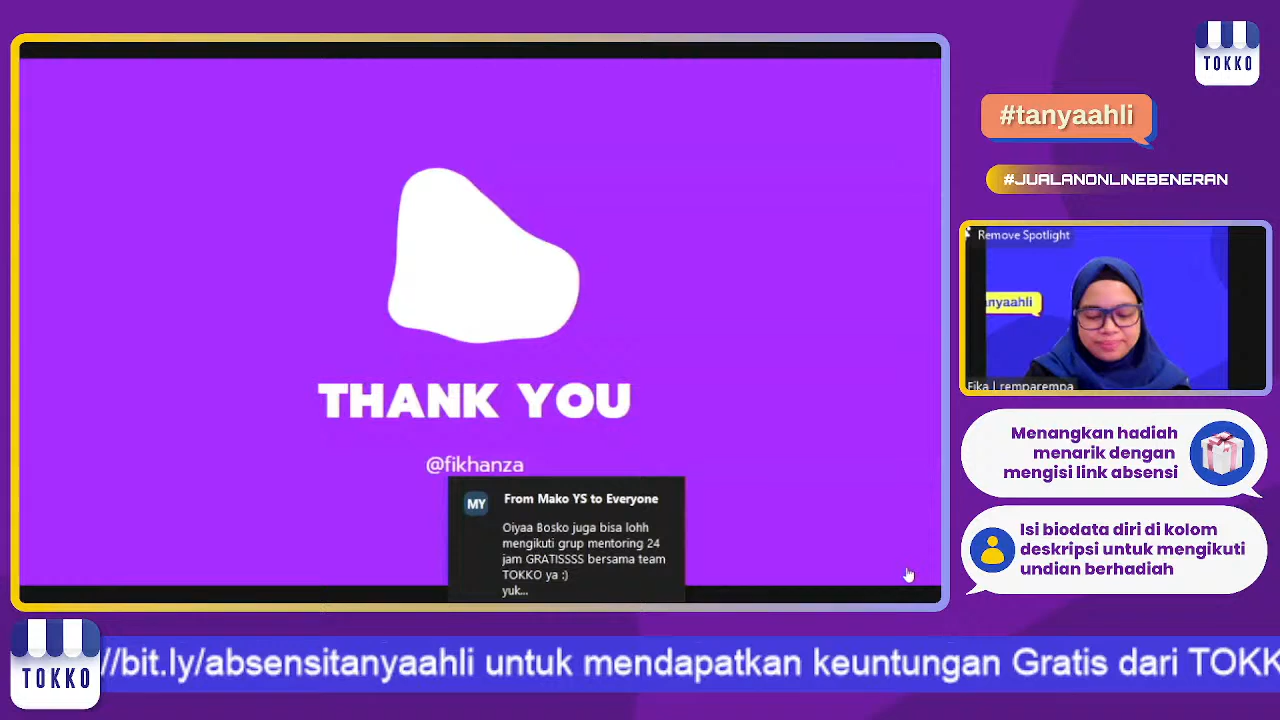 TOKKO
#tanyaahli
#JUALANONLINEBENERAN
Remove Spotlight
anyaahli
Fika | remparempa
THANK YOU
@fikhanza
MY
From Mako YS to Everyone
Oiyaa Bosko juga bisa lohh
mengikuti grup mentoring 24
jam GRATISSSS bersama team
TOKKO ya :)
yuk...
Menangkan hadiah
menarik dengan
mengisi link absensi
Isi biodata diri di kolom
deskripsi untuk mengikuti
undian berhadiah
TOKKO
//bit.ly/absensitanyaahli untuk mendapatkan keuntungan Gratis dari TOKK